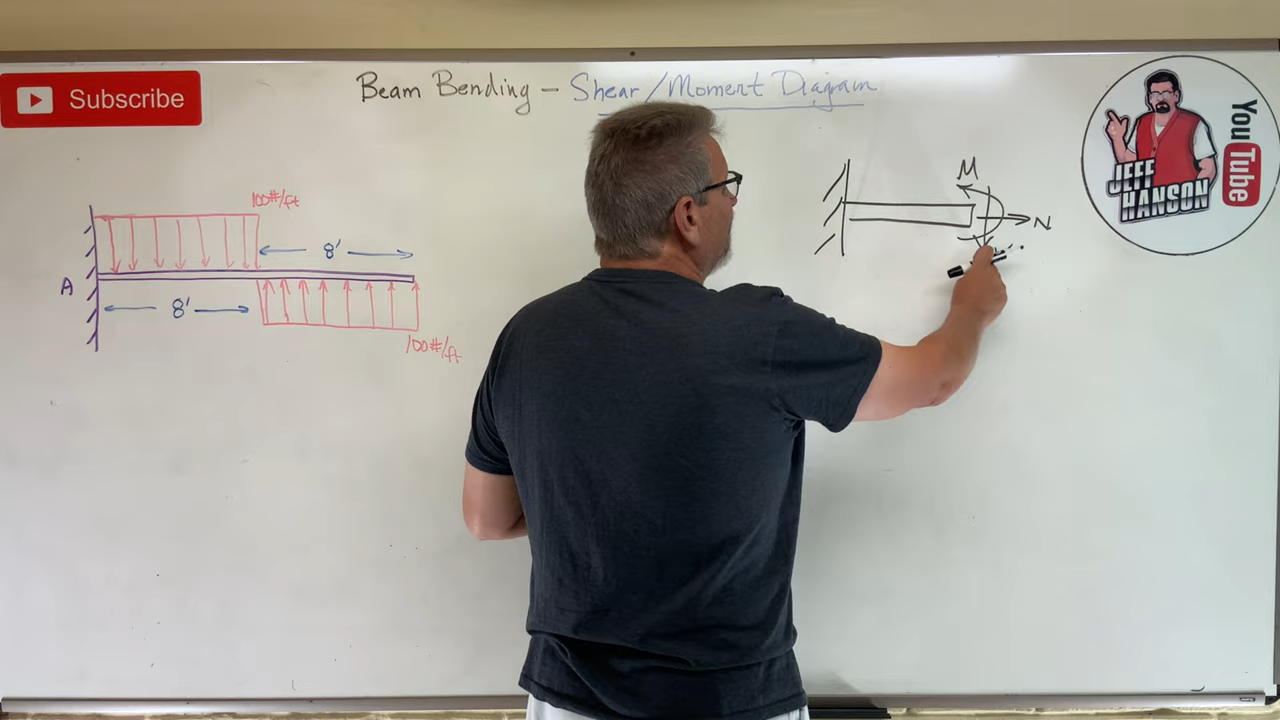 Subscribe
Beam Bending - Shear/Moment Diagram
YouTube
JEFF
HANSON
100#/ft
8'
A
8'
100#/ft
M
N